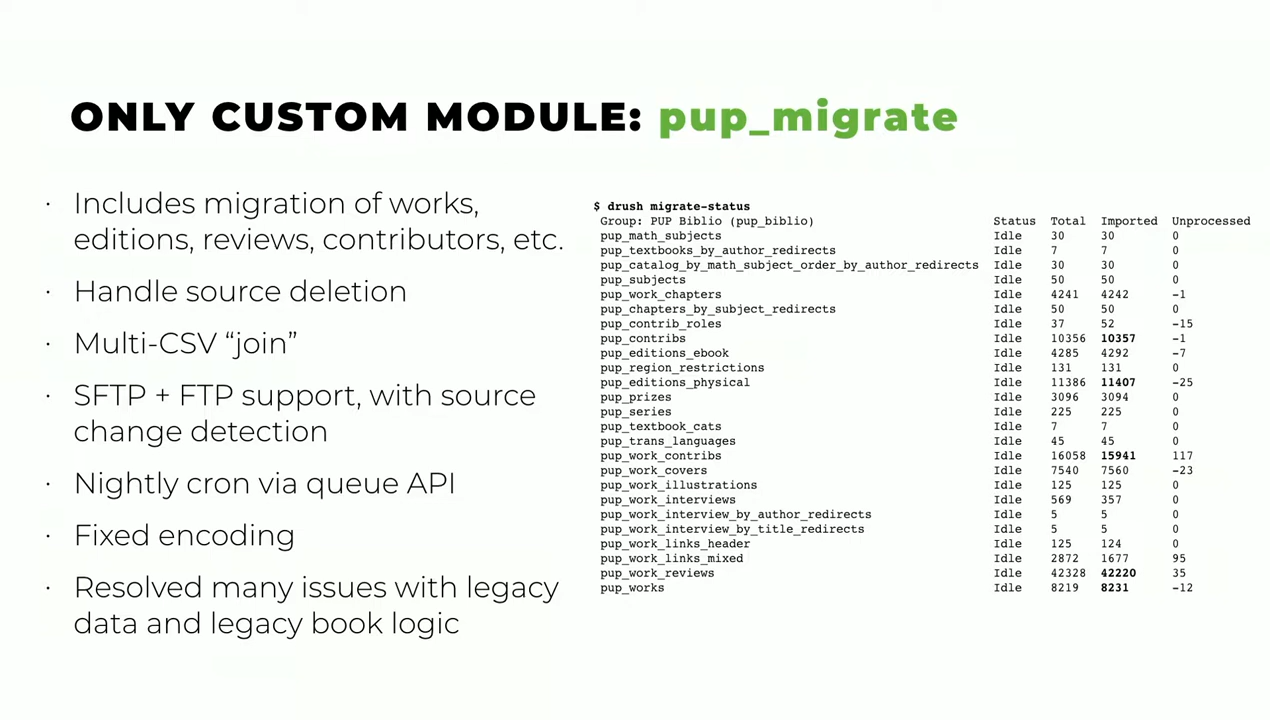 ONLY CUSTOM MODULE: pup_migrate
· Includes migration of works,
editions, reviews, contributors, etc.
· Handle source deletion
· Multi-CSV “join”
· SFTP + FTP support, with source
change detection
· Nightly cron via queue API
· Fixed encoding
· Resolved many issues with legacy
data and legacy book logic
$ drush migrate-status
Group: PUP Biblio (pup_biblio) Status Total Imported Unprocessed
pup_math_subjects Idle 30 30 0
pup_textbooks_by_author_redirects Idle 7 7 0
pup_catalog_by_math_subject_order_by_author_redirects Idle 30 30 0
pup_subjects Idle 50 50 0
pup_work_chapters Idle 4241 4242 -1
pup_chapters_by_subject_redirects Idle 50 50 0
pup_contrib_roles Idle 37 52 -15
pup_contribs Idle 10356 10357 -1
pup_editions_ebook Idle 4285 4292 -7
pup_region_restrictions Idle 131 131 0
pup_editions_physical Idle 11386 11407 -25
pup_prizes Idle 3096 3094 0
pup_series Idle 225 225 0
pup_textbook_cats Idle 7 7 0
pup_trans_languages Idle 45 45 0
pup_work_contribs Idle 16058 15941 117
pup_work_covers Idle 7540 7560 -23
pup_work_illustrations Idle 125 125 0
pup_work_interviews Idle 569 357 0
pup_work_interview_by_author_redirects Idle 5 5 0
pup_work_interview_by_title_redirects Idle 5 5 0
pup_work_links_header Idle 125 124 0
pup_work_links_mixed Idle 2872 1677 95
pup_work_reviews Idle 42328 42220 35
pup_works Idle 8219 8231 -12